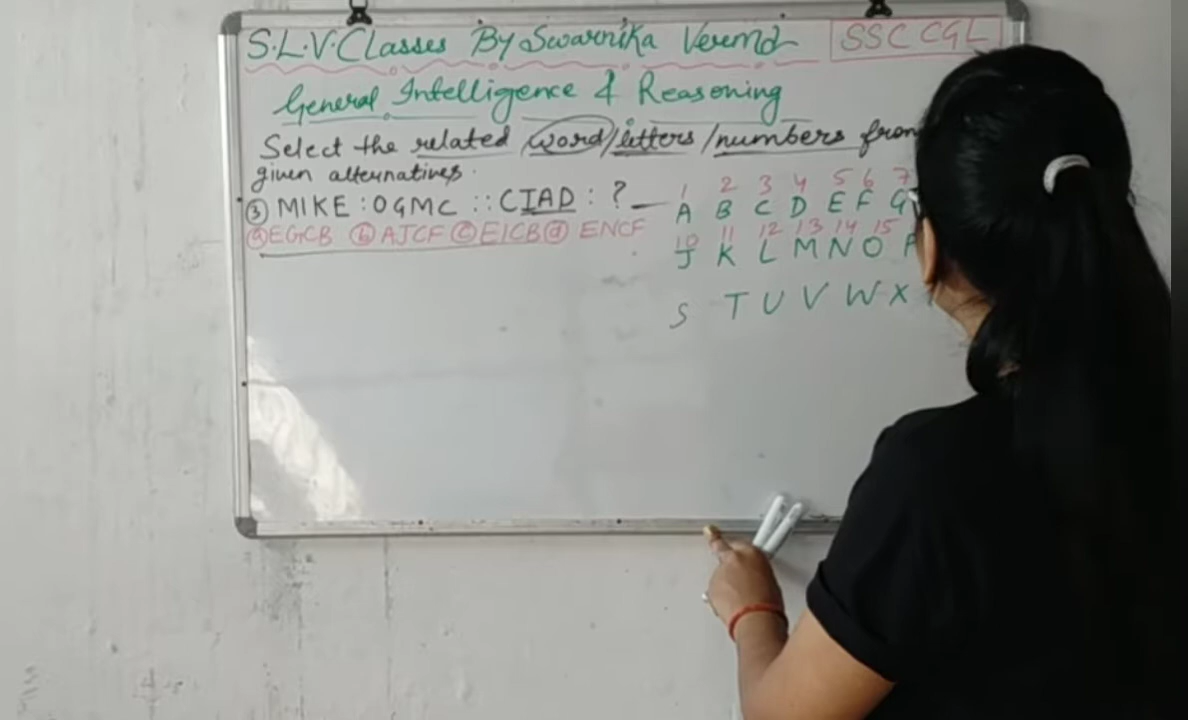 S.L.V. Classes By Swarnika Verma SSC CGL
General Intelligence & Reasoning
Select the related word/letters/numbers from
given alternatives.
③ MIKE : OGMC :: CIAD : ?
ⓐ EGCB ⓑ AJCF ⓒ EICB ⓓ ENCF
1 2 3 4 5 6 7
A B C D E F G
10 11 12 13 14 15
J K L M N O P
S T U V W X